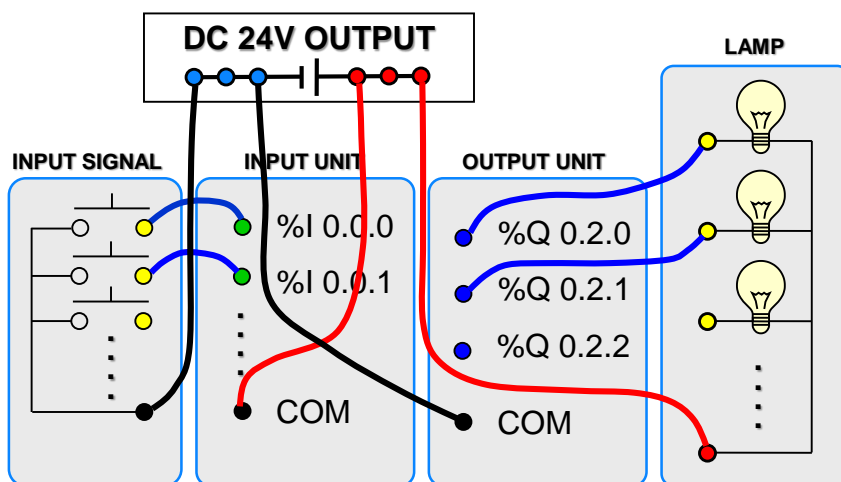 DC 24V OUTPUT
LAMP
INPUT SIGNAL
INPUT UNIT
OUTPUT UNIT
%I 0.0.0
%I 0.0.1
COM
%Q 0.2.0
%Q 0.2.1
%Q 0.2.2
COM